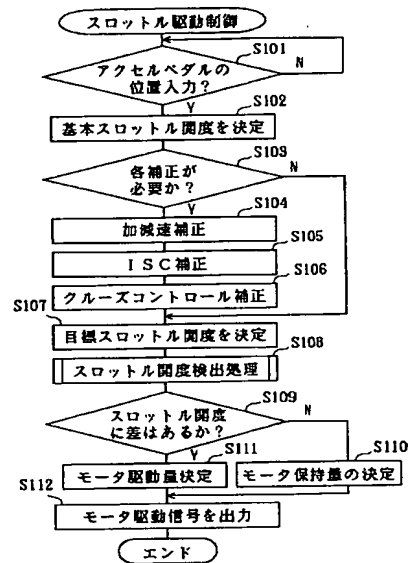 スロットル駆動制御
S101
アクセルペダルの
位置入力?
N
Y
S102
基本スロットル開度を決定
S103
各補正が
必要か?
N
Y
S104
加減速補正
S105
ISC補正
S106
クルーズコントロール補正
S107
目標スロットル開度を決定
S108
スロットル開度検出処理
S109
スロットル開度
に差はあるか?
N
Y
S111
モータ駆動量決定
S110
モータ保持量の決定
S112
モータ駆動信号を出力
エンド